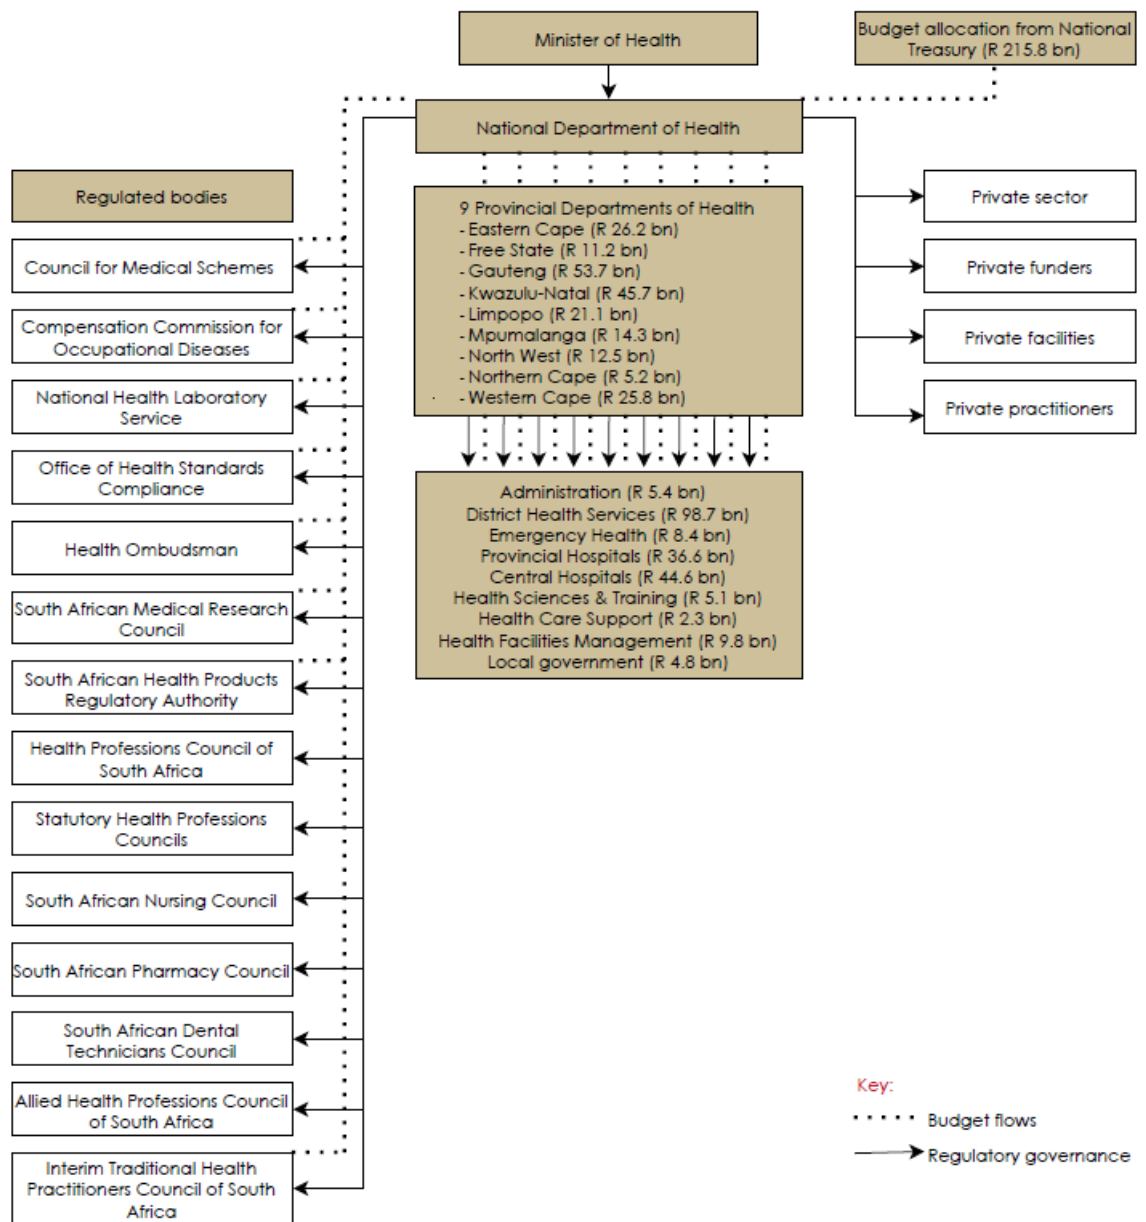 Minister of Health
Budget allocation from National
Treasury (R 215.8 bn)
National Department of Health
Regulated bodies
Council for Medical Schemes
Compensation Commission for
Occupational Diseases
National Health Laboratory
Service
Office of Health Standards
Compliance
Health Ombudsman
South African Medical Research
Council
South African Health Products
Regulatory Authority
Health Professions Council of
South Africa
Statutory Health Professions
Councils
South African Nursing Council
South African Pharmacy Council
South African Dental
Technicians Council
Allied Health Professions Council
of South Africa
Interim Traditional Health
Practitioners Council of South
Africa
9 Provincial Departments of Health
- Eastern Cape (R 26.2 bn)
- Free State (R 11.2 bn)
- Gauteng (R 53.7 bn)
- Kwazulu-Natal (R 45.7 bn)
- Limpopo (R 21.1 bn)
- Mpumalanga (R 14.3 bn)
- North West (R 12.5 bn)
- Northern Cape (R 5.2 bn)
- Western Cape (R 25.8 bn)
Administration (R 5.4 bn)
District Health Services (R 98.7 bn)
Emergency Health (R 8.4 bn)
Provincial Hospitals (R 36.6 bn)
Central Hospitals (R 44.6 bn)
Health Sciences & Training (R 5.1 bn)
Health Care Support (R 2.3 bn)
Health Facilities Management (R 9.8 bn)
Local government (R 4.8 bn)
Private sector
Private funders
Private facilities
Private practitioners
Key:
Budget flows
Regulatory governance